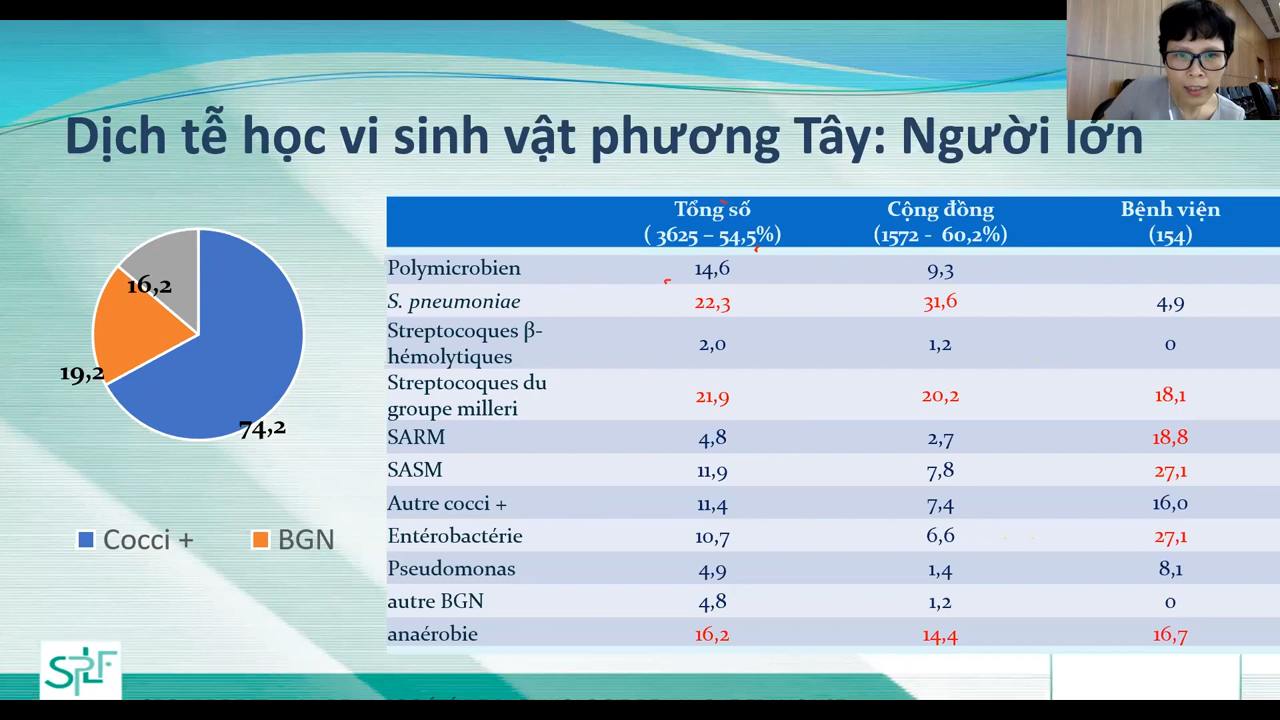 Dịch tễ học vi sinh vật phương Tây: Người lớn
16,2
19,2
74,2
Cocci +
BGN
Tổng số
( 3625 – 54,5%)
Cộng đồng
(1572 - 60,2%)
Bệnh viện
(154)
Polymicrobien 14,6 9,3
S. pneumoniae 22,3 31,6 4,9
Streptocoques β-
hémolytiques 2,0 1,2 0
Streptocoques du
groupe milleri 21,9 20,2 18,1
SARM 4,8 2,7 18,8
SASM 11,9 7,8 27,1
Autre cocci + 11,4 7,4 16,0
Entérobactérie 10,7 6,6 27,1
Pseudomonas 4,9 1,4 8,1
autre BGN 4,8 1,2 0
anaérobie 16,2 14,4 16,7
SPLF